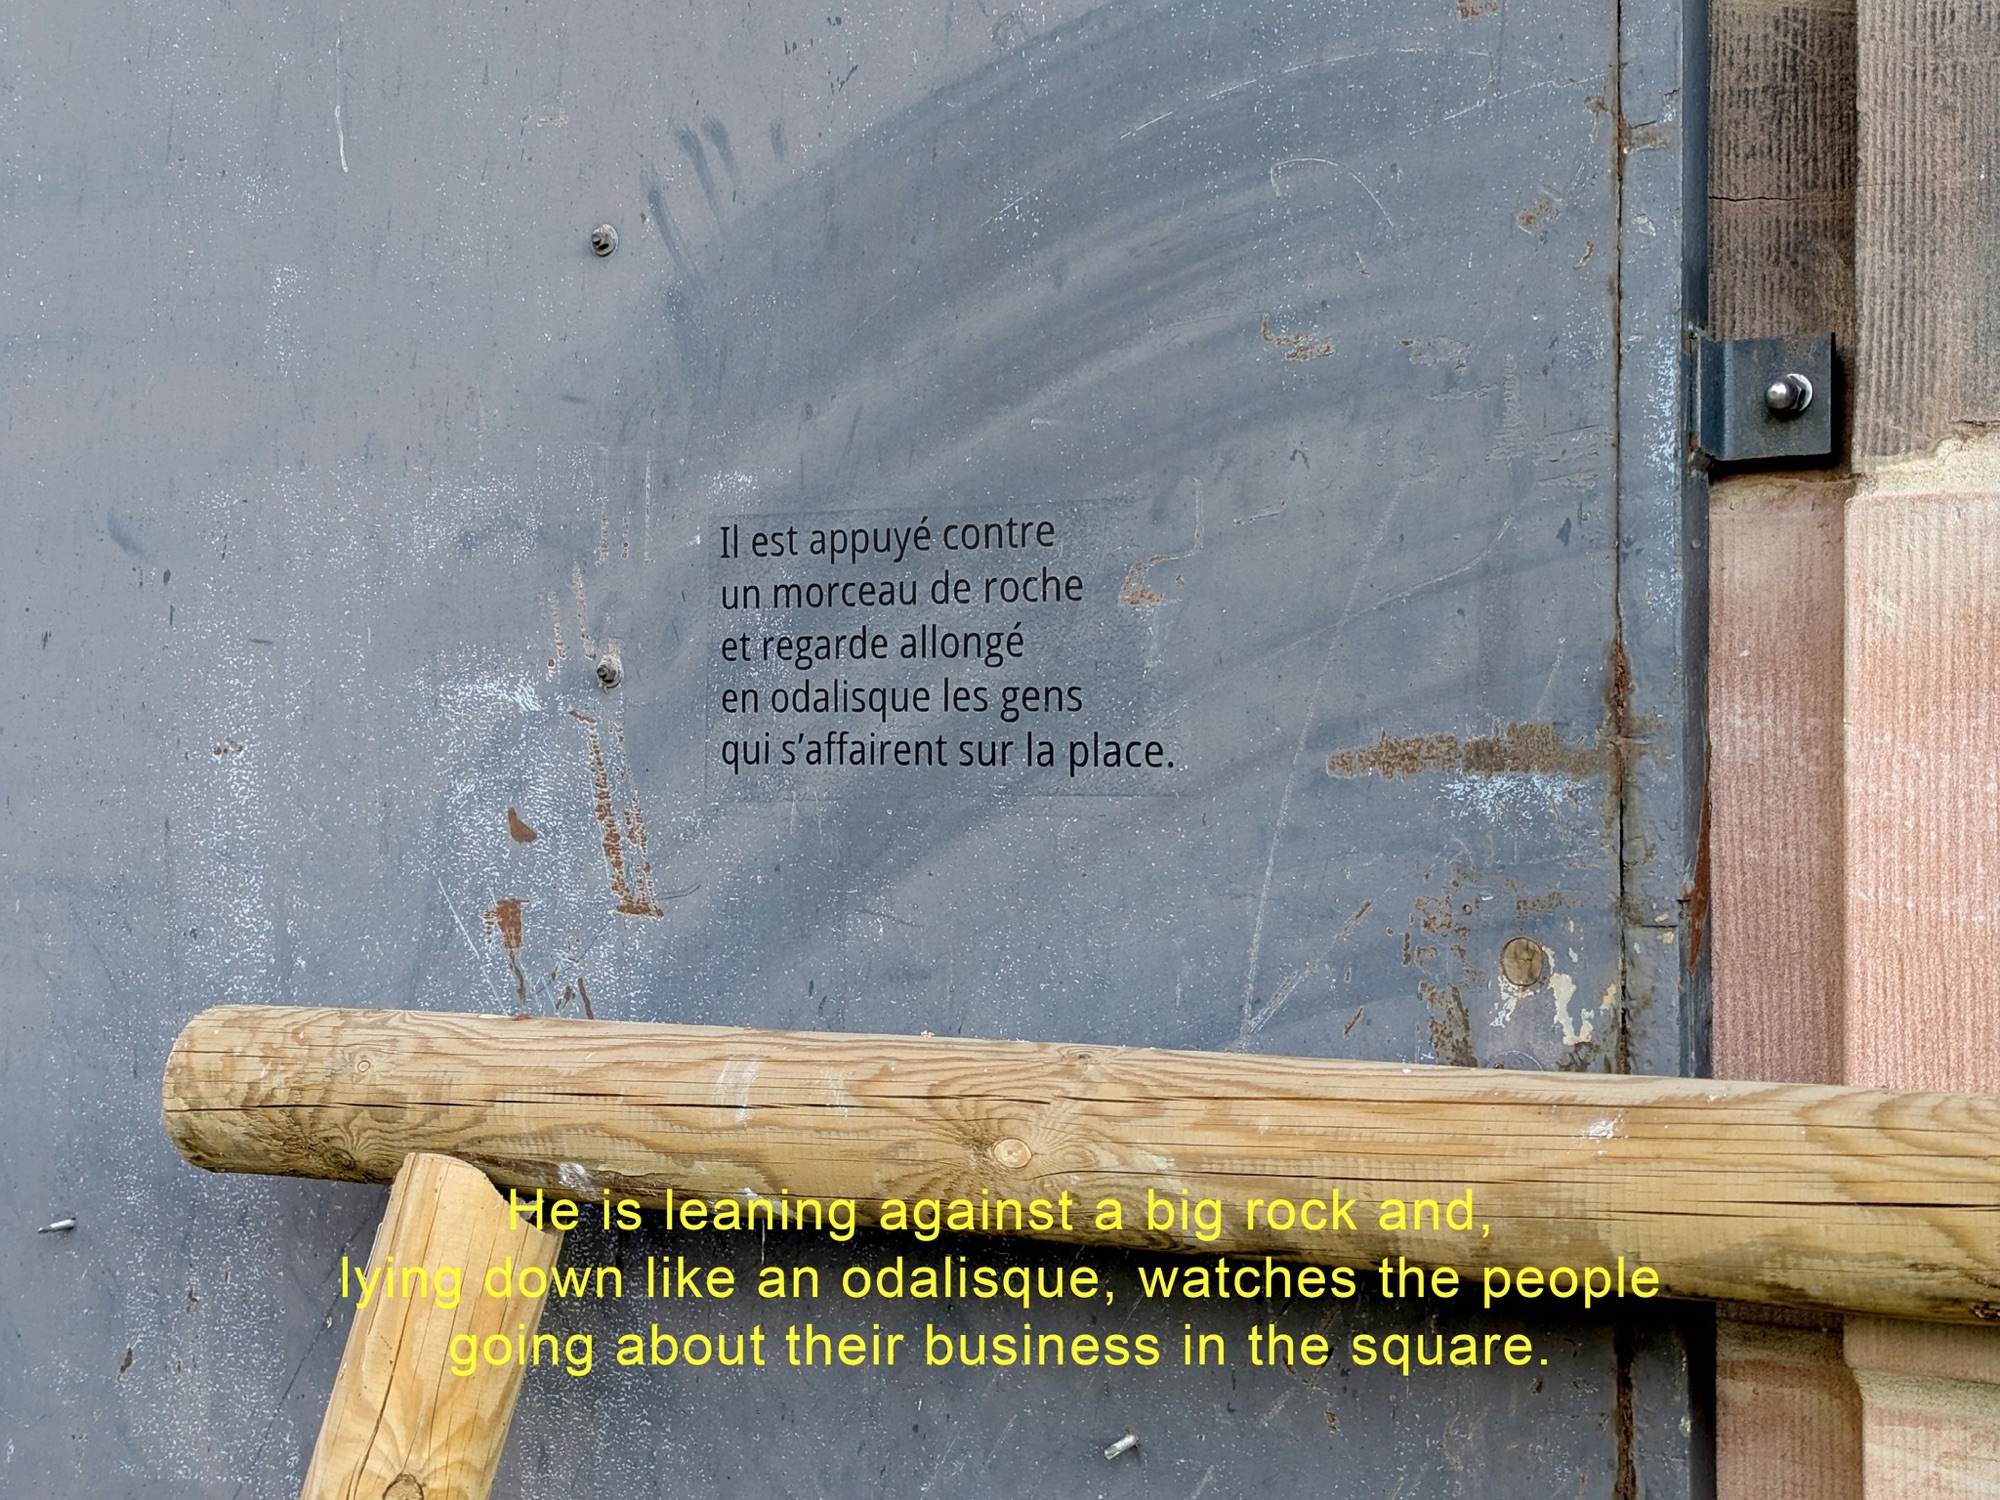 Il est appuyé contre
un morceau de roche
et regarde allongé
en odalisque les gens
qui s’affairent sur la place.
He is leaning against a big rock and,
lying down like an odalisque, watches the people
going about their business in the square.